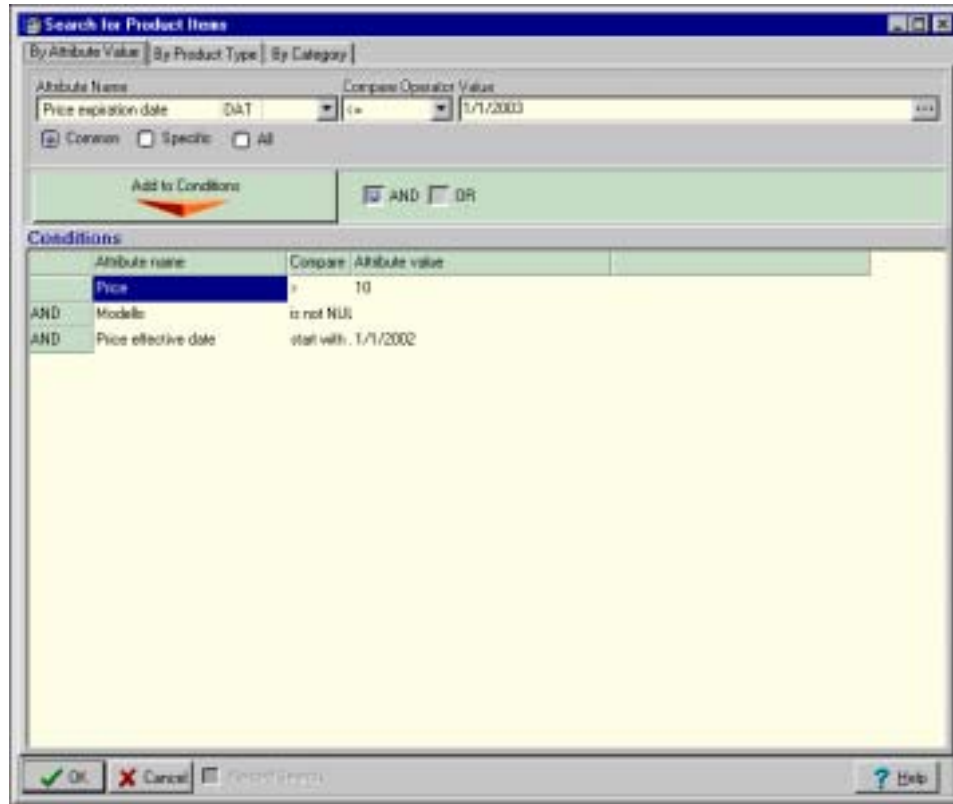 Search for Product Items
By Attribute Value By Product Type By Category
Attribute Name Compare Operator Value
Price expiration date DAT <= 1/1/2003 ...
Common Specific All
Add to Conditions AND OR
Conditions
Attribute name Compare Attribute value
Price > 10
AND Modello is not NUL
AND Price effective date start with . 1/1/2002
OK Cancel Help